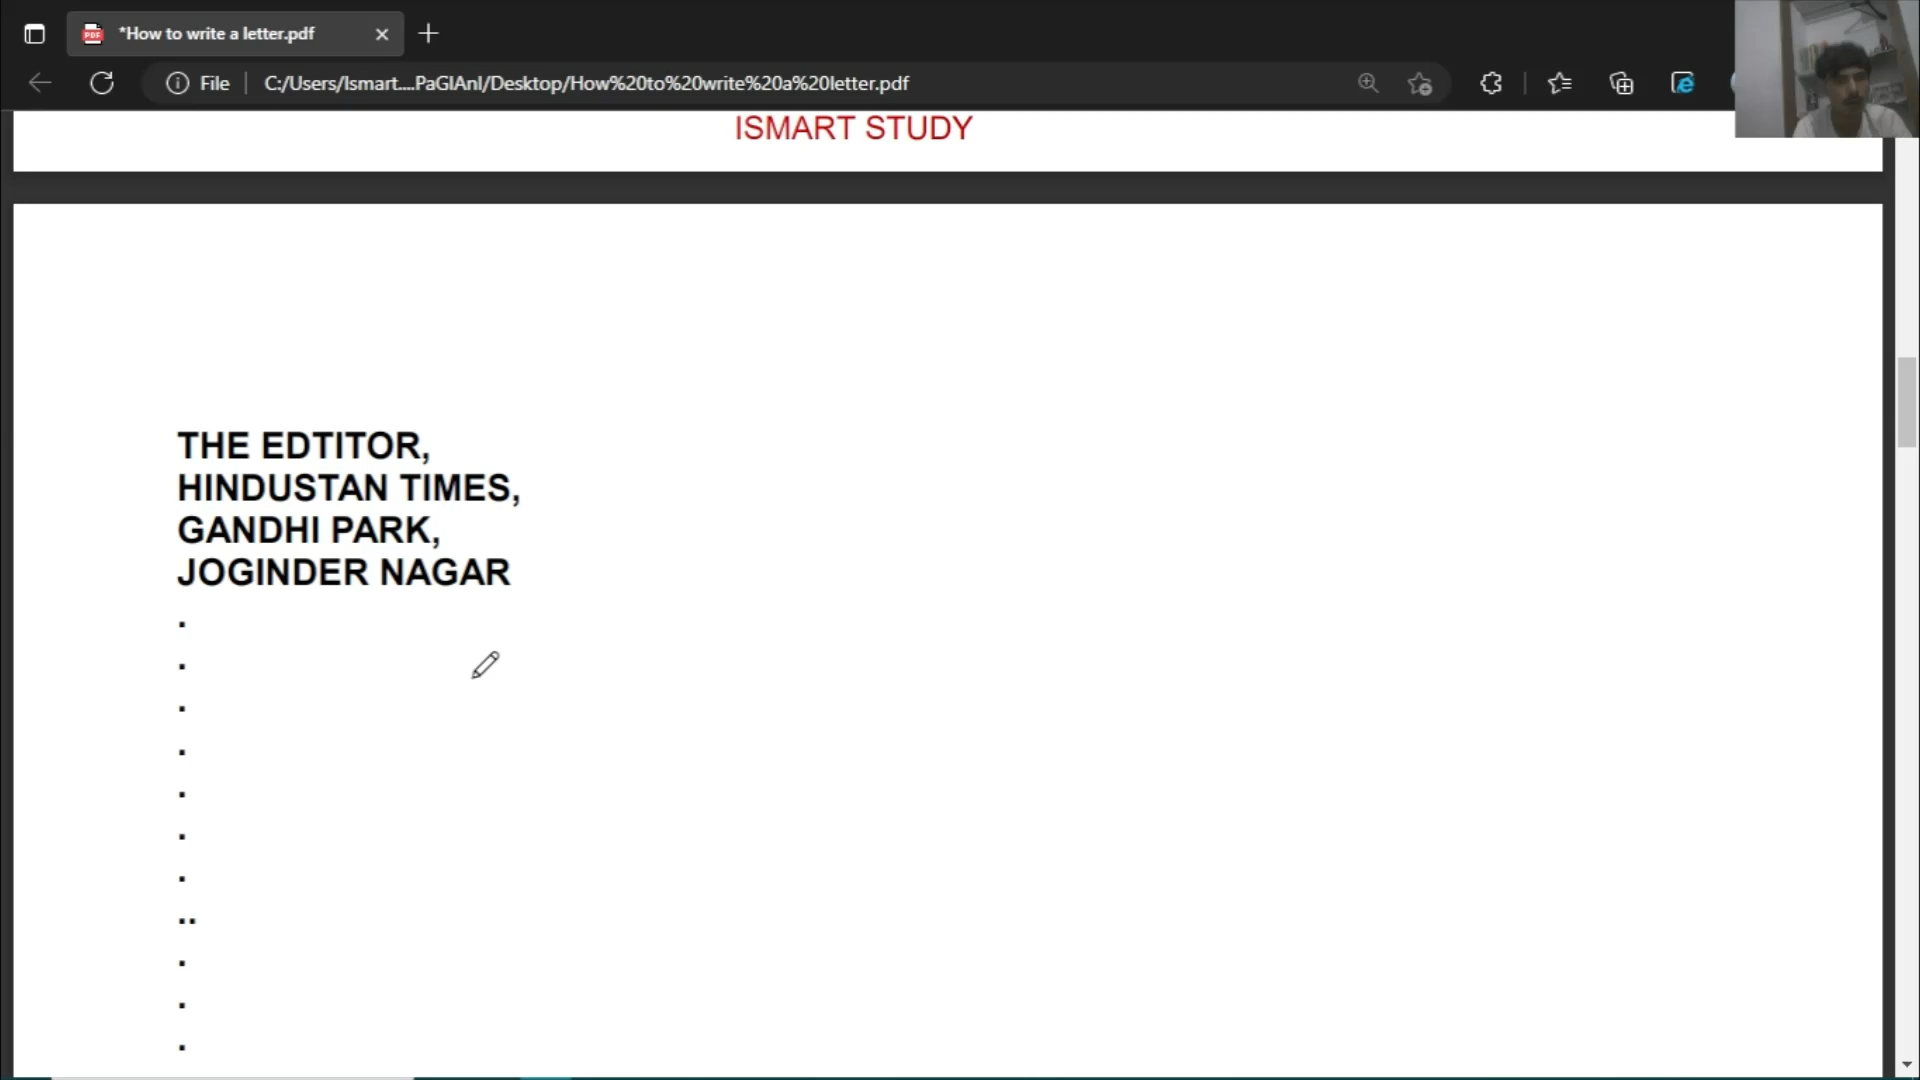 *How to write a letter.pdf
File
C:/Users/Ismart....PaGlAnI/Desktop/How%20to%20write%20a%20letter.pdf
ISMART STUDY
THE EDTITOR,
HINDUSTAN TIMES,
GANDHI PARK,
JOGINDER NAGAR
.
.
.
.
.
.
.
..
.
.
.